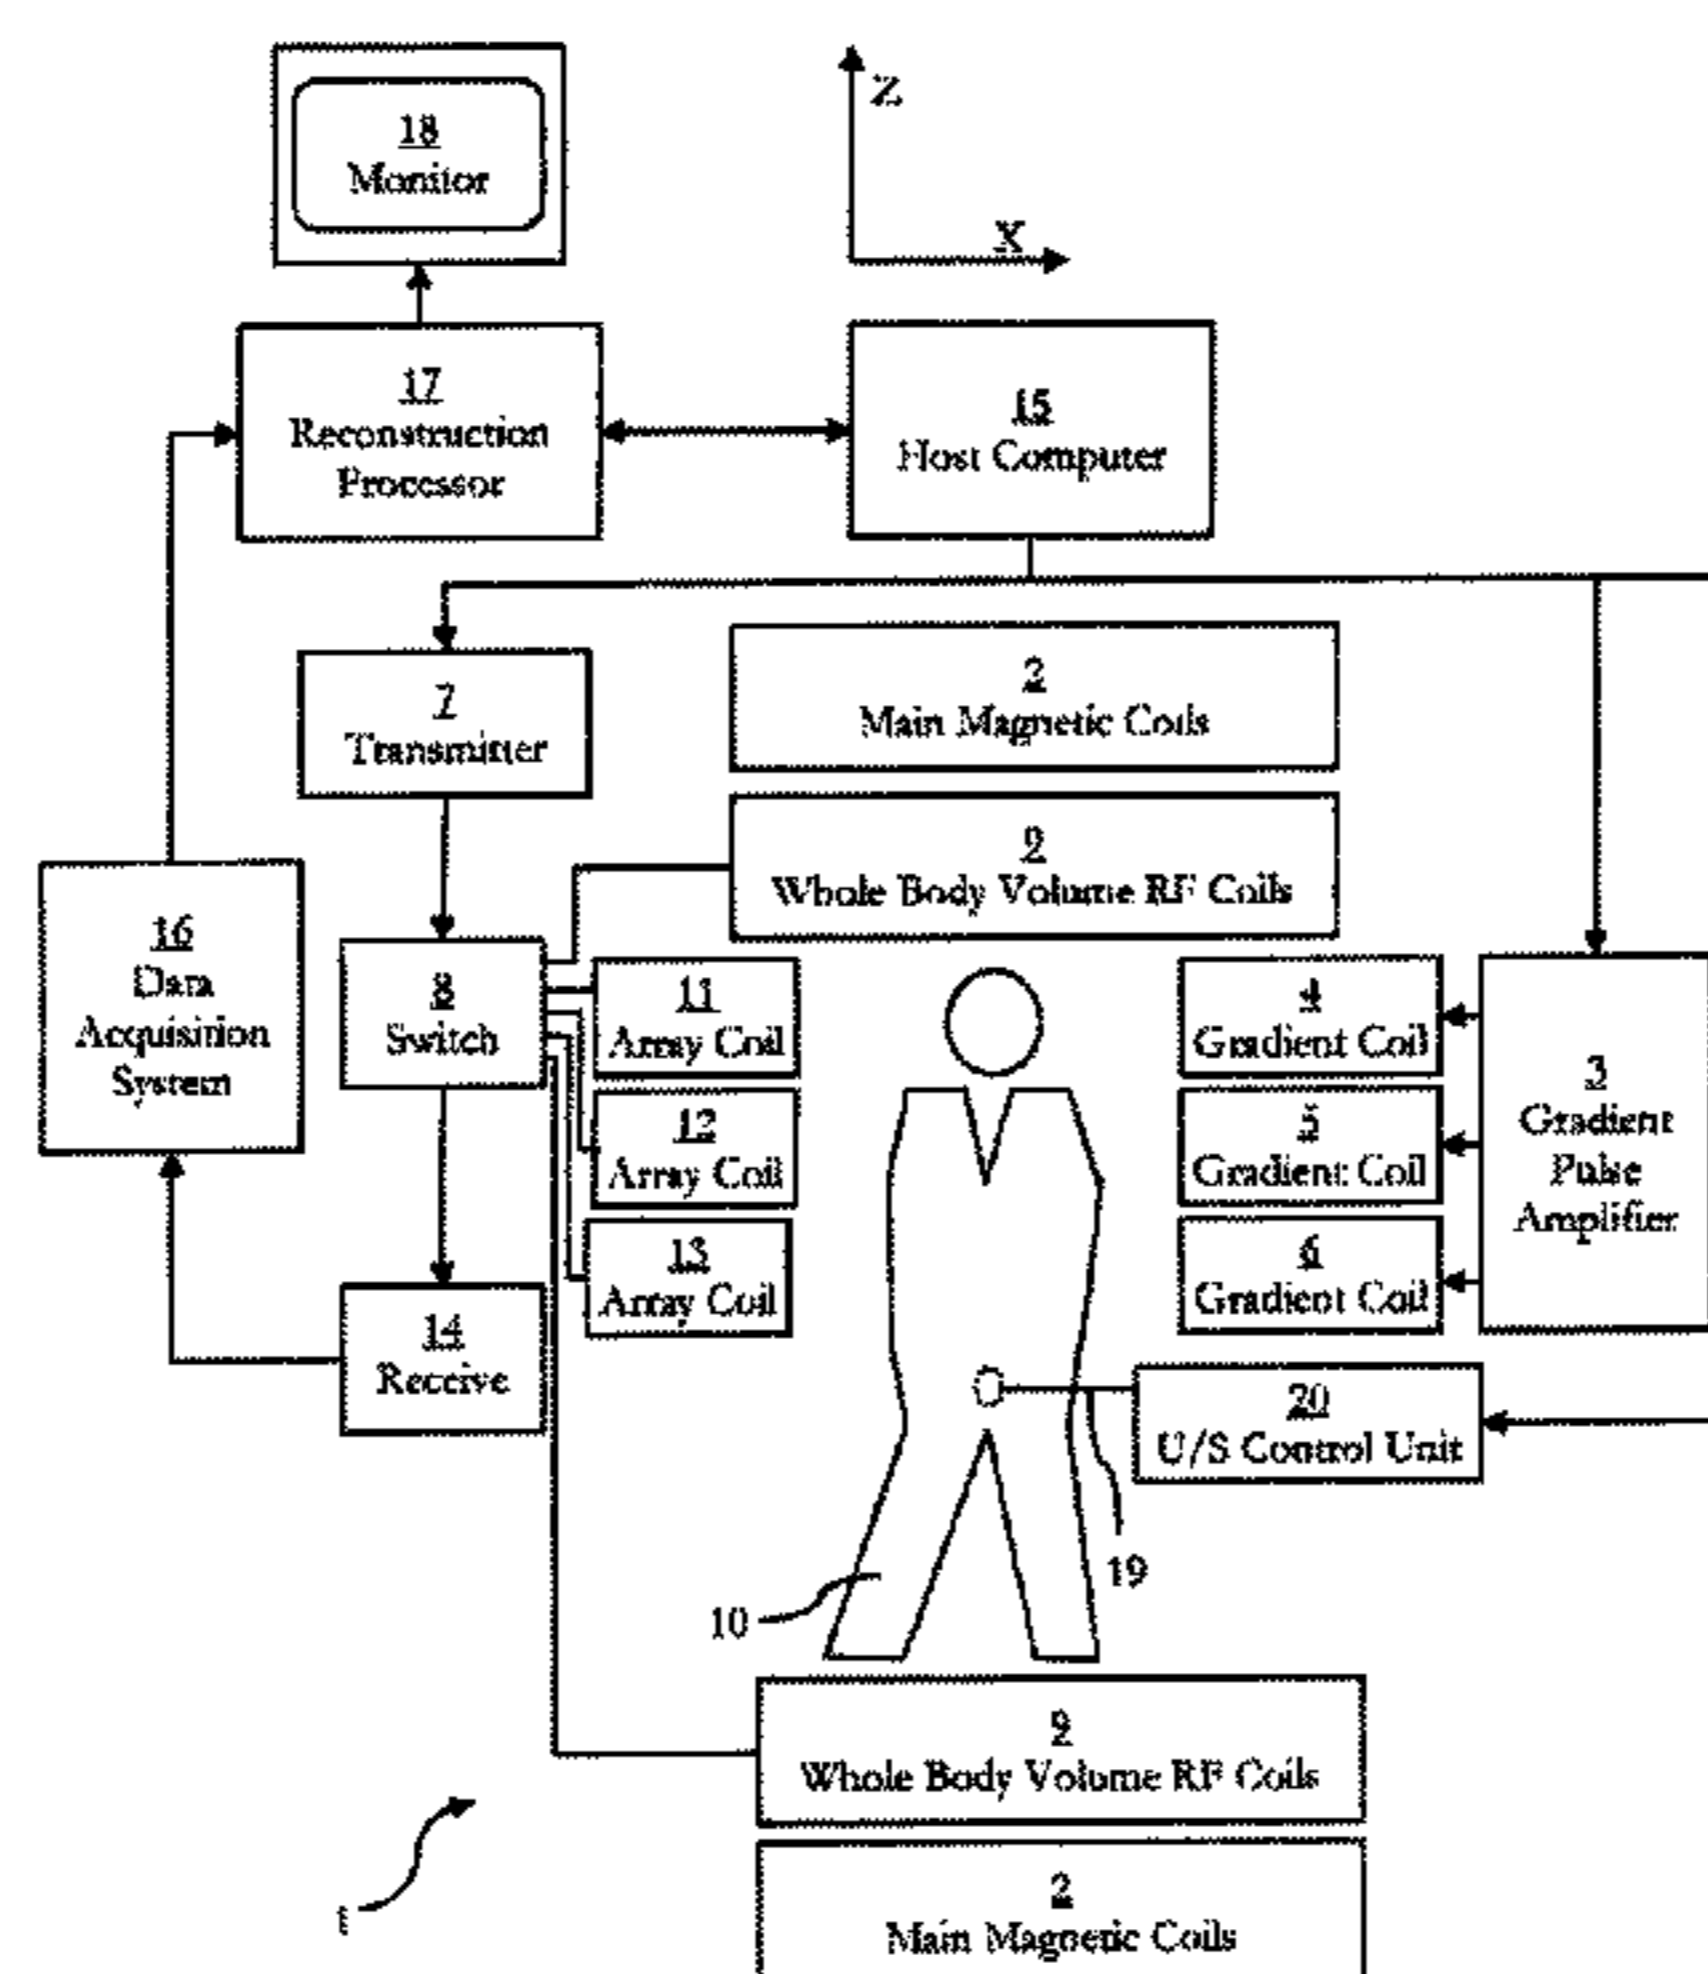 18
Monitor
Z
X
17
Reconstruction
Processor
15
Host Computer
7
Transmitter
2
Main Magnetic Coils
9
Whole Body Volume RF Coils
16
Data
Acquisition
System
8
Switch
11
Array Coil
12
Array Coil
13
Array Coil
4
Gradient Coil
5
Gradient Coil
6
Gradient Coil
3
Gradient
Pulse
Amplifier
14
Receive
20
U/S Control Unit
19
10
9
Whole Body Volume RF Coils
1
2
Main Magnetic Coils